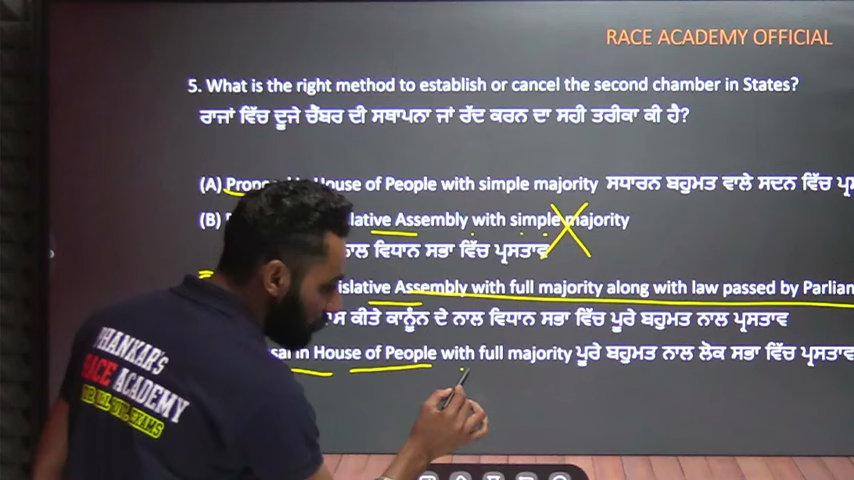 RACE ACADEMY OFFICIAL
5. What is the right method to establish or cancel the second chamber in States?
ਰਾਜਾਂ ਵਿੱਚ ਦੂਜੇ ਚੈਂਬਰ ਦੀ ਸਥਾਪਨਾ ਜਾਂ ਰੱਦ ਕਰਨ ਦਾ ਸਹੀ ਤਰੀਕਾ ਕੀ ਹੈ?
(A) House of People with simple majority ਸਧਾਰਨ ਬਹੁਮਤ ਵਾਲੇ ਸਦਨ ਵਿੱਚ
(B) Assembly with simple majority
ਨਾਲ ਵਿਧਾਨ ਸਭਾ ਵਿੱਚ ਪ੍ਰਸਤਾਵ
Assembly with full majority along with law passed by
ਕੀਤੇ ਕਾਨੂੰਨ ਦੇ ਨਾਲ ਵਿਧਾਨ ਸਭਾ ਵਿੱਚ ਪੂਰੇ ਬਹੁਮਤ ਨਾਲ ਪ੍ਰਸਤਾਵ
in House of People with full majority ਪੂਰੇ ਬਹੁਮਤ ਨਾਲ ਲੋਕ ਸਭਾ ਵਿੱਚ ਪ੍ਰਸਤਾਵ
RACE ACADEMY